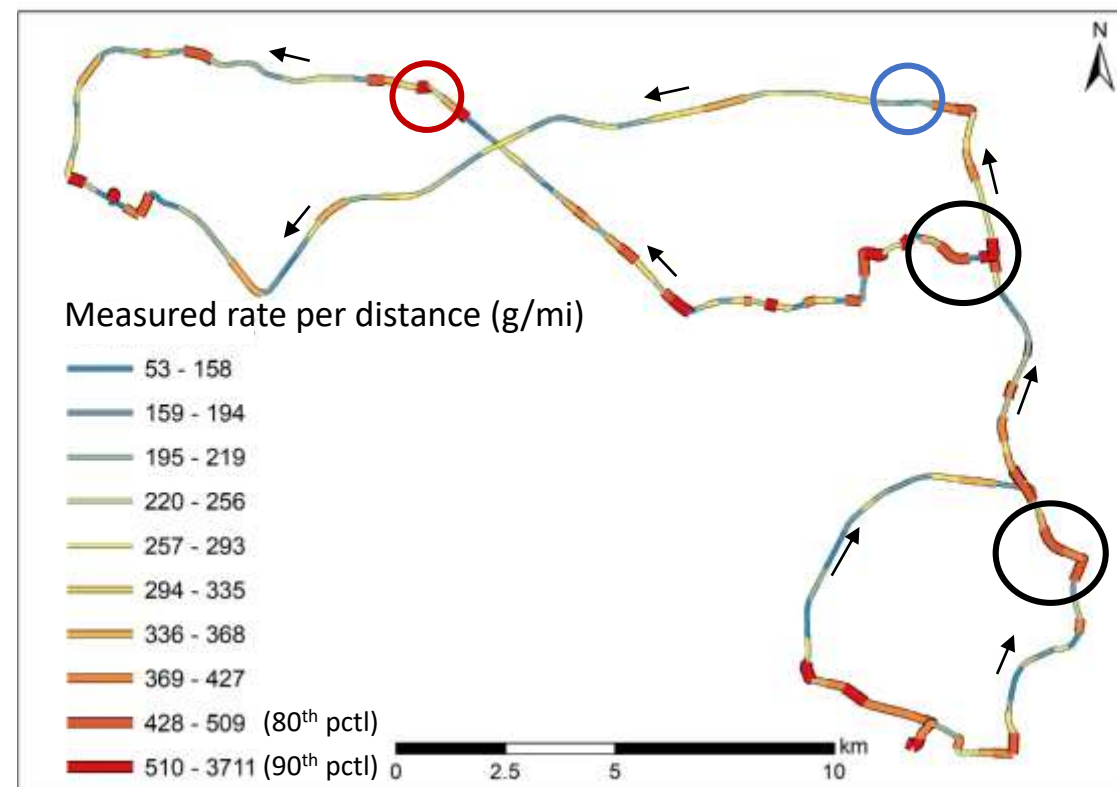 N
Measured rate per distance (g/mi)
53 - 158
159 - 194
195 - 219
220 - 256
257 - 293
294 - 335
336 - 368
369 - 427
428 - 509 (80th pctl)
510 - 3711 (90th pctl)
km
0 2.5 5 10